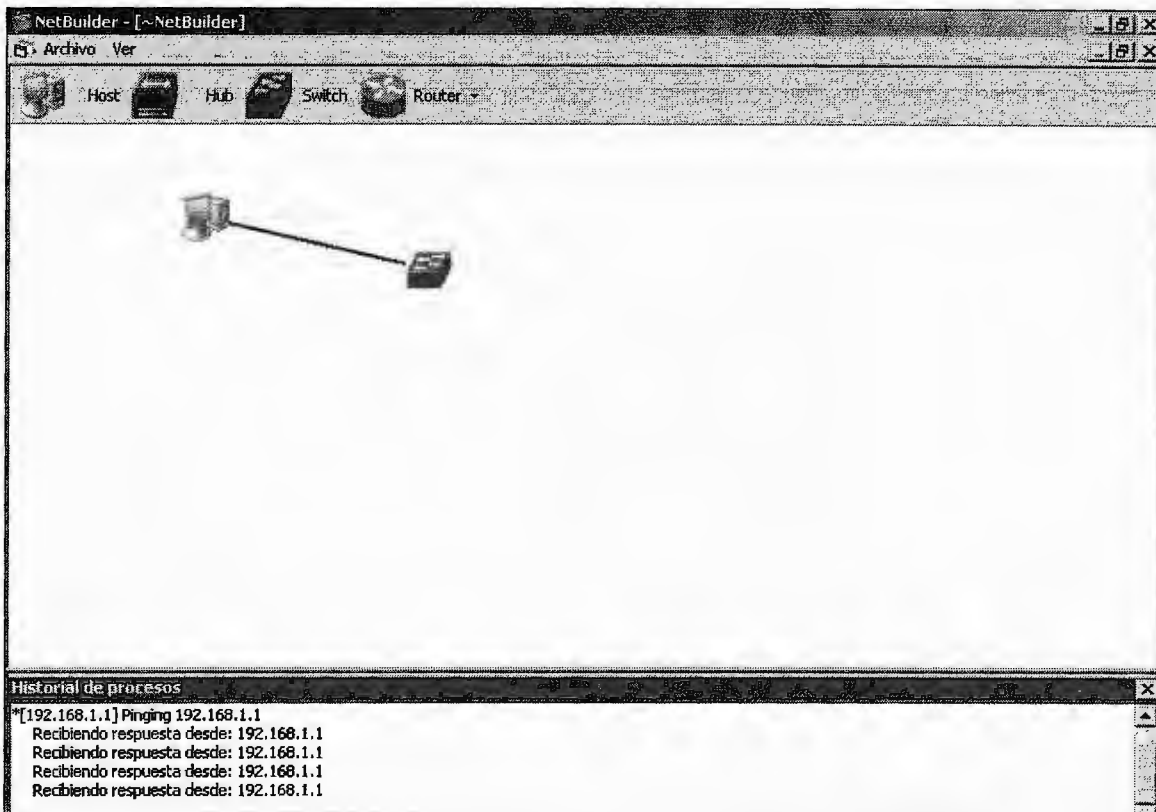 NetBuilder - [~NetBuilder]
Archivo Ver
Host Hub Switch Router
Historial de procesos
*[192.168.1.1] Pinging 192.168.1.1
Recibiendo respuesta desde: 192.168.1.1
Recibiendo respuesta desde: 192.168.1.1
Recibiendo respuesta desde: 192.168.1.1
Recibiendo respuesta desde: 192.168.1.1